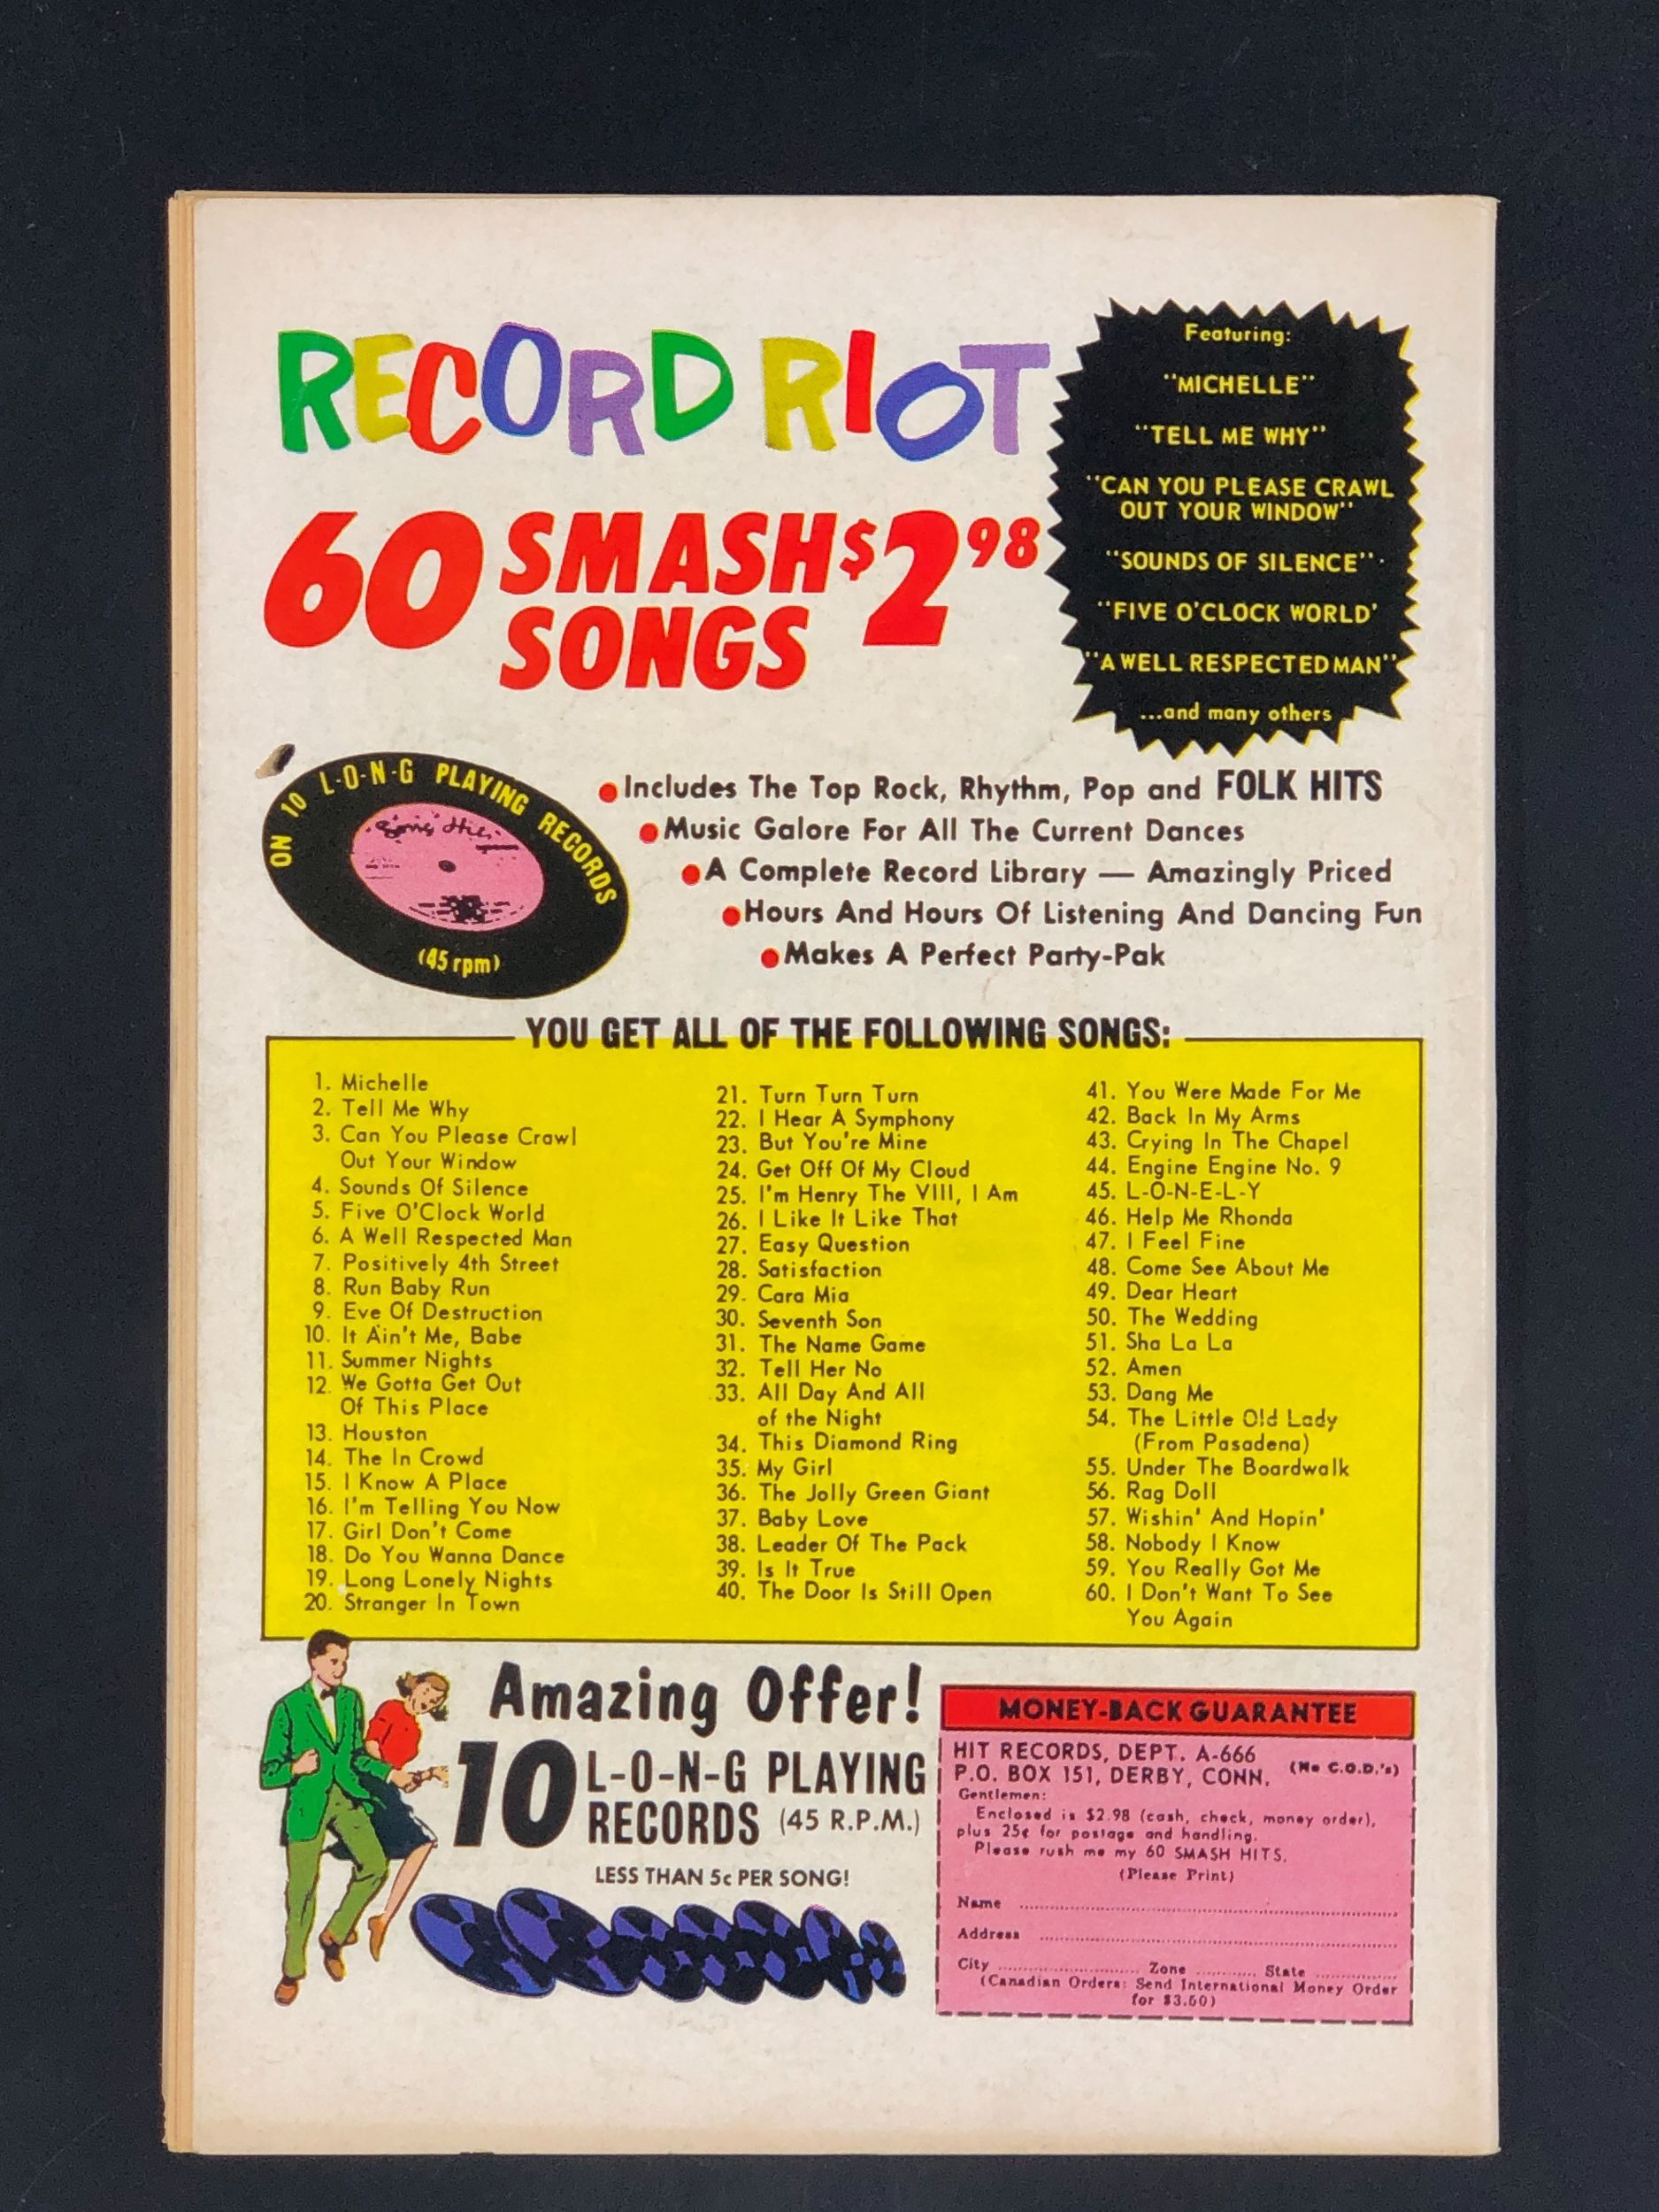 RECORD RIOT
60 SMASH SONGS $2 98
Featuring:
"MICHELLE"
"TELL ME WHY"
"CAN YOU PLEASE CRAWL
OUT YOUR WINDOW"
"SOUNDS OF SILENCE"
"FIVE O'CLOCK WORLD'
"A WELL RESPECTED MAN"
...and many others
ON 10 L-O-N-G PLAYING RECORDS
(45 rpm)
Includes The Top Rock, Rhythm, Pop and FOLK HITS
Music Galore For All The Current Dances
A Complete Record Library — Amazingly Priced
Hours And Hours Of Listening And Dancing Fun
Makes A Perfect Party-Pak
YOU GET ALL OF THE FOLLOWING SONGS:
1. Michelle
2. Tell Me Why
3. Can You Please Crawl
Out Your Window
4. Sounds Of Silence
5. Five O'Clock World
6. A Well Respected Man
7. Positively 4th Street
8. Run Baby Run
9. Eve Of Destruction
10. It Ain't Me, Babe
11. Summer Nights
12. We Gotta Get Out
Of This Place
13. Houston
14. The In Crowd
15. I Know A Place
16. I'm Telling You Now
17. Girl Don't Come
18. Do You Wanna Dance
19. Long Lonely Nights
20. Stranger In Town
21. Turn Turn Turn
22. I Hear A Symphony
23. But You're Mine
24. Get Off Of My Cloud
25. I'm Henry The VIII, I Am
26. I Like It Like That
27. Easy Question
28. Satisfaction
29. Cara Mia
30. Seventh Son
31. The Name Game
32. Tell Her No
33. All Day And All
of the Night
34. This Diamond Ring
35. My Girl
36. The Jolly Green Giant
37. Baby Love
38. Leader Of The Pack
39. Is It True
40. The Door Is Still Open
41. You Were Made For Me
42. Back In My Arms
43. Crying In The Chapel
44. Engine Engine No. 9
45. L-O-N-E-L-Y
46. Help Me Rhonda
47. I Feel Fine
48. Come See About Me
49. Dear Heart
50. The Wedding
51. Sha La La
52. Amen
53. Dang Me
54. The Little Old Lady
(From Pasadena)
55. Under The Boardwalk
56. Rag Doll
57. Wishin' And Hopin'
58. Nobody I Know
59. You Really Got Me
60. I Don't Want To See
You Again
Amazing Offer!
10 L-O-N-G PLAYING
RECORDS (45 R.P.M.)
LESS THAN 5c PER SONG!
MONEY-BACK GUARANTEE
HIT RECORDS, DEPT. A-666
P.O. BOX 151, DERBY, CONN. (No C.O.D.'s)
Gentlemen:
Enclosed is $2.98 (cash, check, money order),
plus 25¢ for postage and handling.
Please rush me my 60 SMASH HITS.
(Please Print)
Name
Address
City Zone State
(Canadian Orders: Send International Money Order
for $3.50)